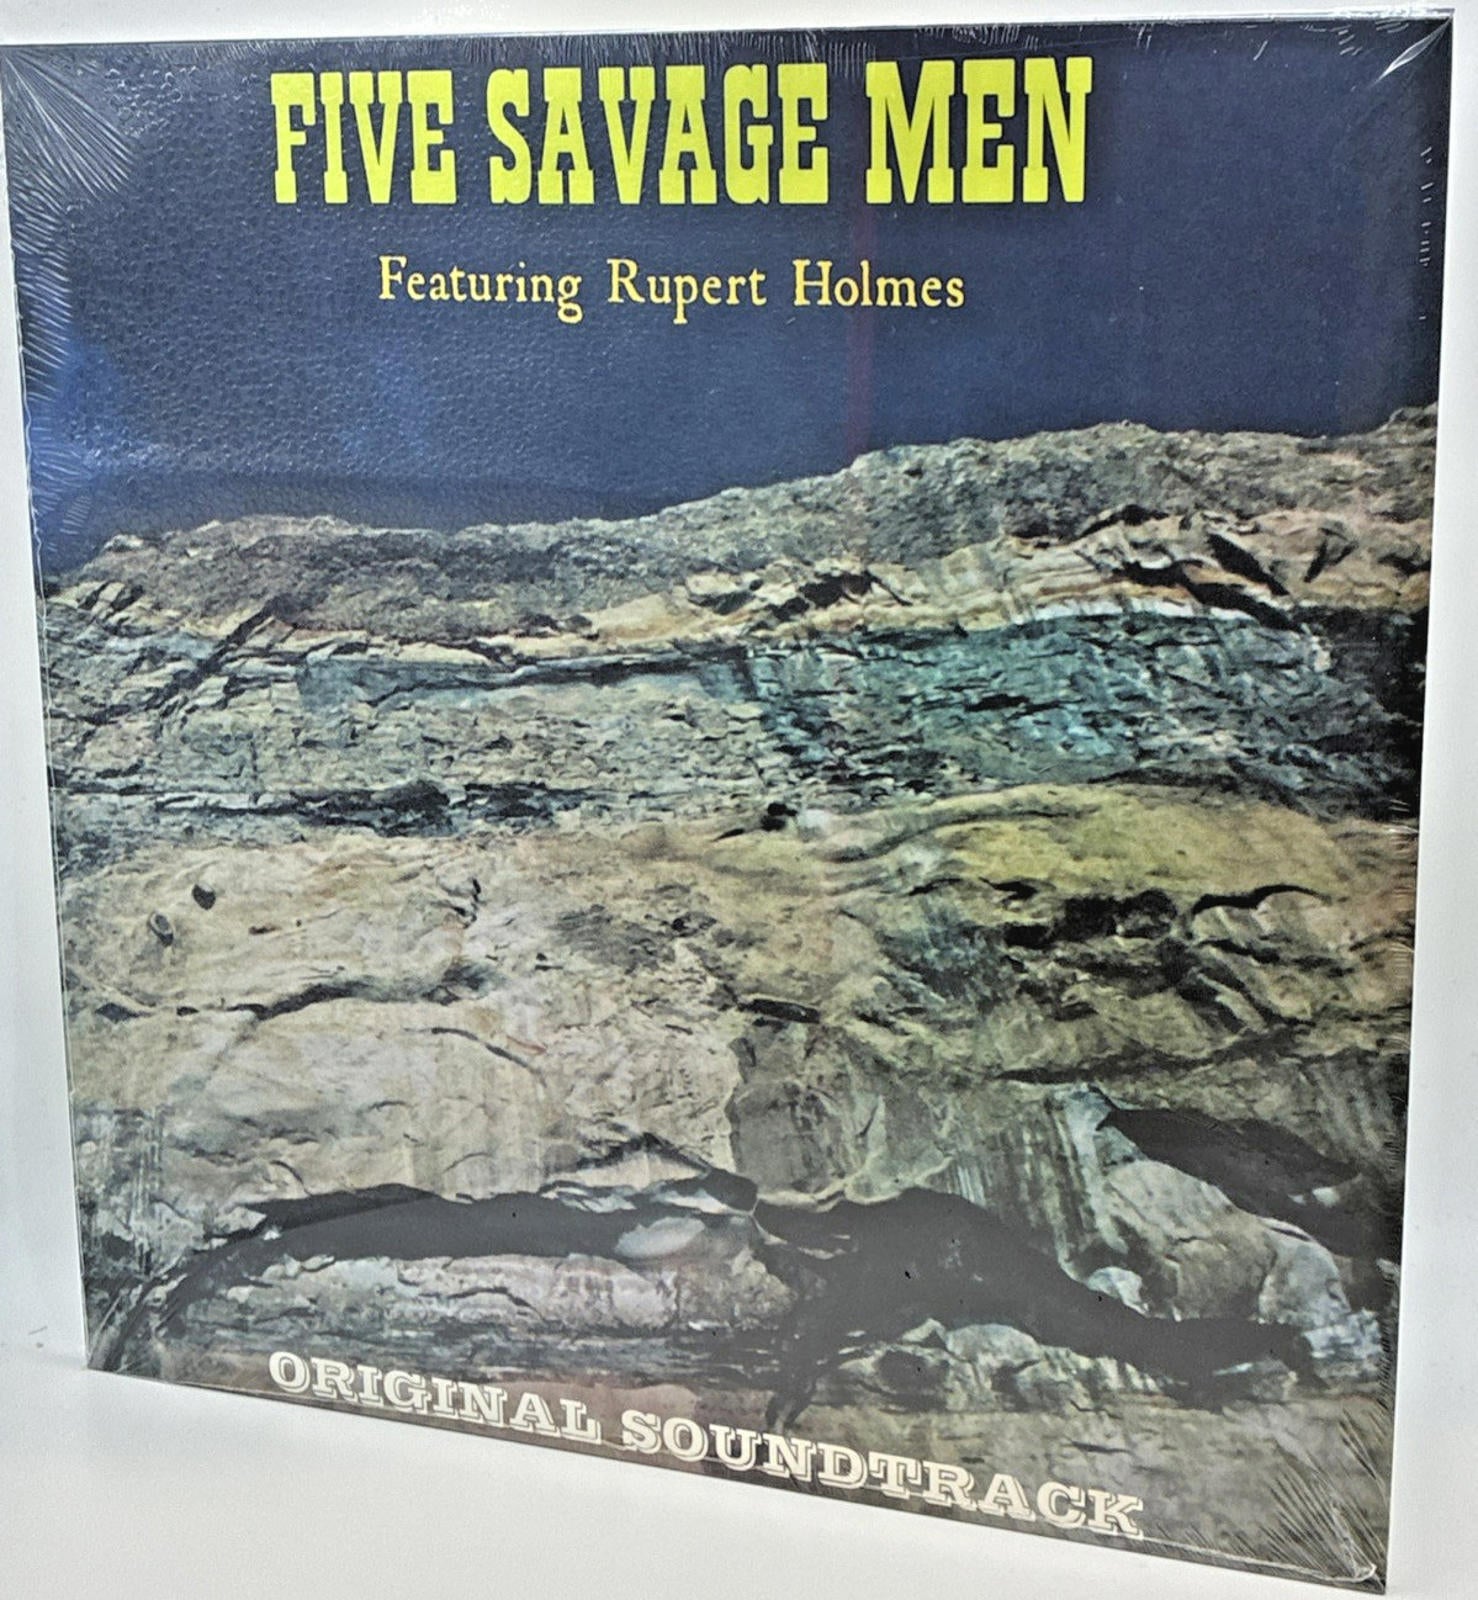 FIVE SAVAGE MEN
Featuring Rupert Holmes
ORIGINAL SOUNDTRACK